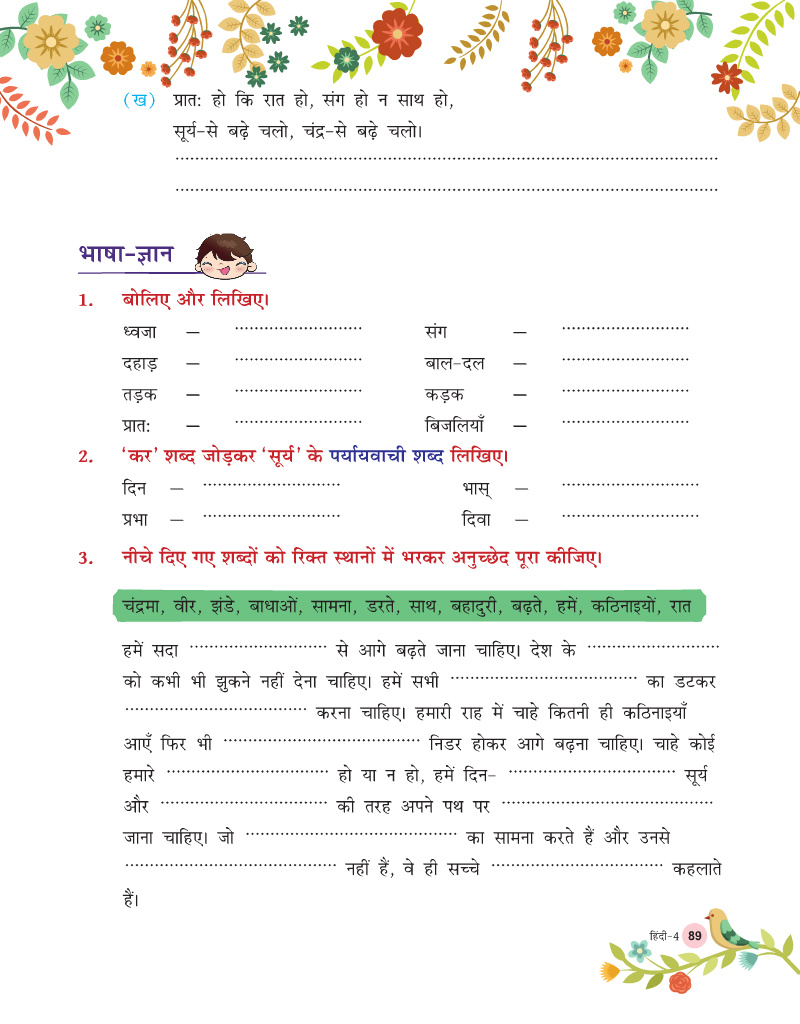 (ख) प्रात: हो कि रात हो, संग हो न साथ हो,
सूर्य-से बढ़े चलो, चंद्र-से बढ़े चलो।
....................
....................
भाषा-ज्ञान
1. बोलिए और लिखिए।
ध्वजा – .................... संग – ....................
दहाड़ – .................... बाल-दल – ....................
तड़क – .................... कड़क – ....................
प्रात: – .................... बिजलियाँ – ....................
2. ‘कर’ शब्द जोड़कर ‘सूर्य’ के पर्यायवाची शब्द लिखिए।
दिन – .................... भास् – ....................
प्रभा – .................... दिवा – ....................
3. नीचे दिए गए शब्दों को रिक्त स्थानों में भरकर अनुच्छेद पूरा कीजिए।
चंद्रमा, वीर, झंडे, बाधाओं, सामना, डरते, साथ, बहादुरी, बढ़ते, हमें, कठिनाइयों, रात
हमें सदा .................... से आगे बढ़ते जाना चाहिए। देश के ....................
को कभी भी झुकने नहीं देना चाहिए। हमें सभी .................... का डटकर
.................... करना चाहिए। हमारी राह में चाहे कितनी ही कठिनाइयाँ
आएँ फिर भी .................... निडर होकर आगे बढ़ना चाहिए। चाहे कोई
हमारे .................... हो या न हो, हमें दिन- .................... सूर्य
और .................... की तरह अपने पथ पर ....................
जाना चाहिए। जो .................... का सामना करते हैं और उनसे
.................... नहीं हैं, वे ही सच्चे .................... कहलाते
हैं।
हिंदी-4 89